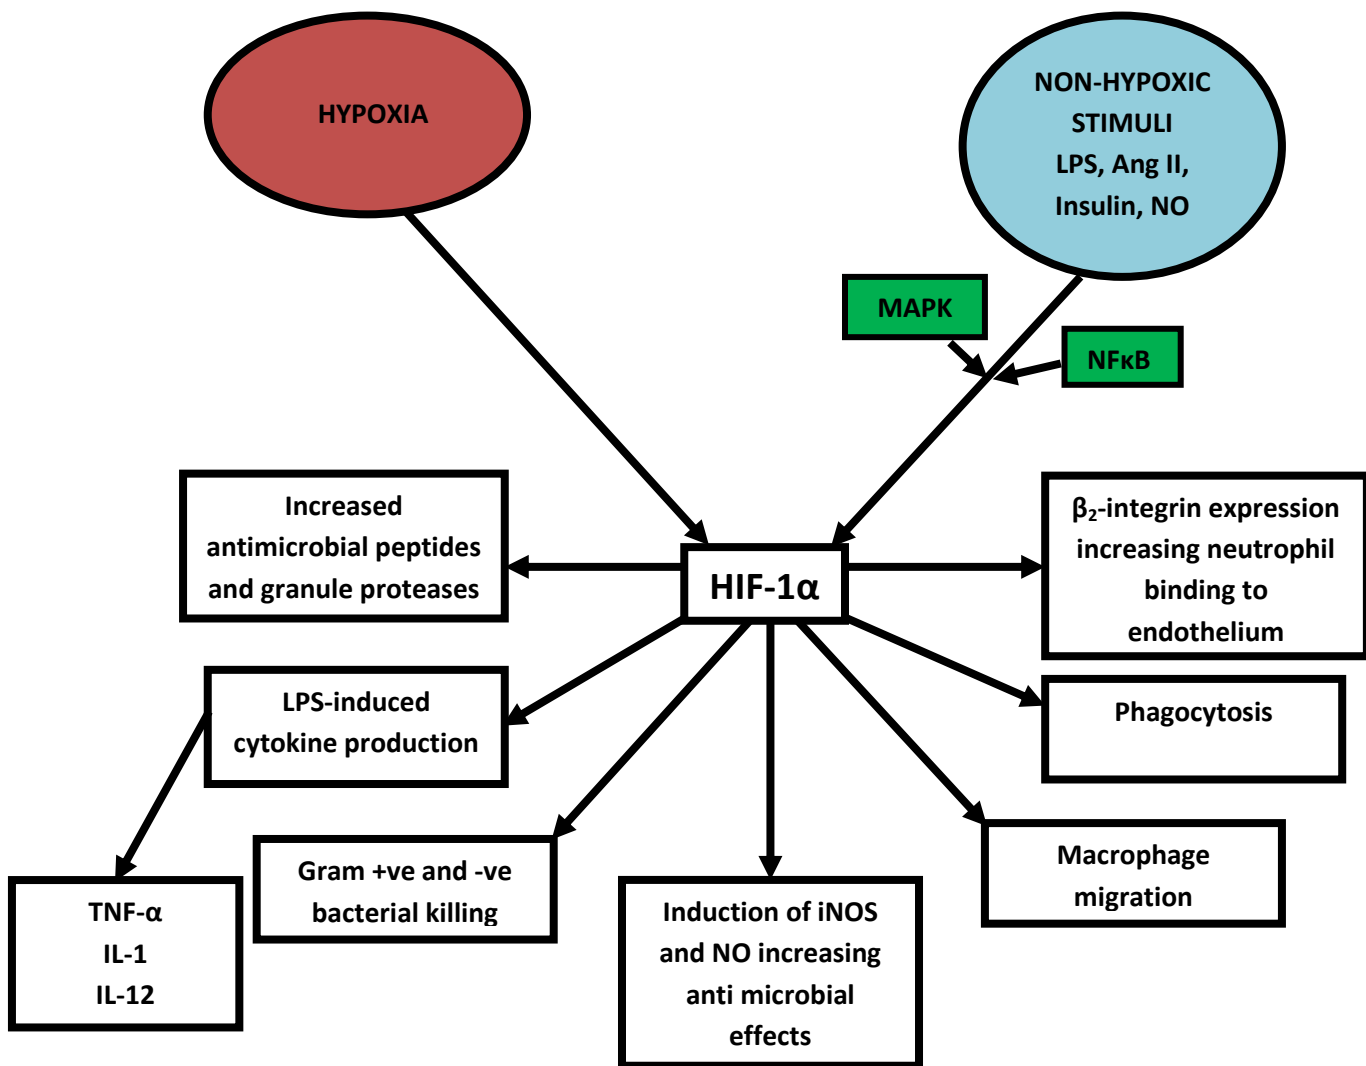 HYPOXIA
NON-HYPOXIC
STIMULI
LPS, Ang II,
Insulin, NO
MAPK
NFκB
Increased
antimicrobial peptides
and granule proteases
HIF-1α
β₂-integrin expression
increasing neutrophil
binding to
endothelium
LPS-induced
cytokine production
Phagocytosis
Gram +ve and -ve
bacterial killing
Macrophage
migration
TNF-α
IL-1
IL-12
Induction of iNOS
and NO increasing
anti microbial
effects